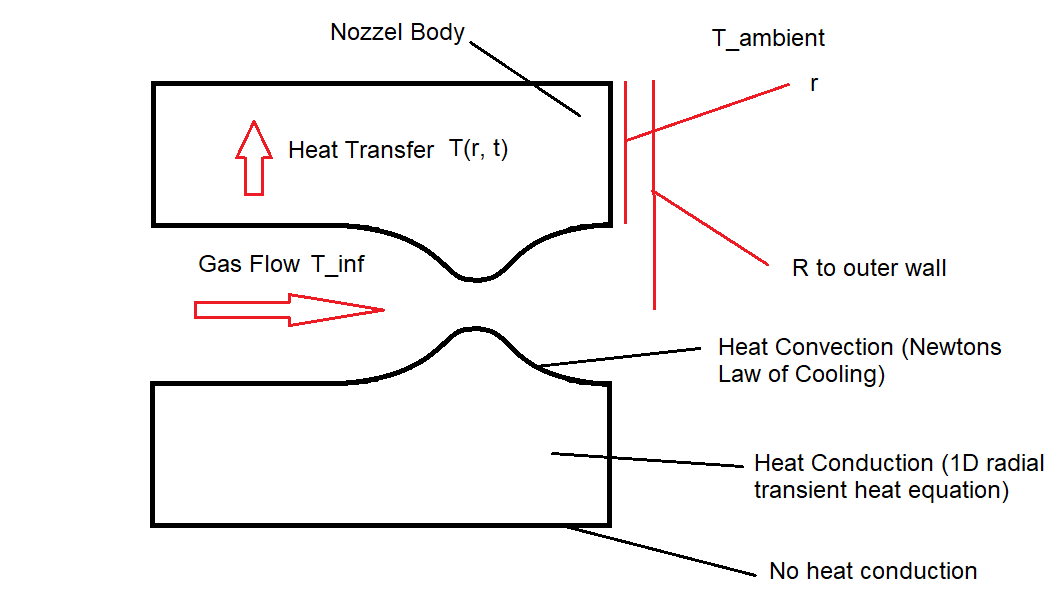 Nozzel Body
T_ambient
r
Heat Transfer T(r, t)
Gas Flow T_inf
R to outer wall
Heat Convection (Newtons
Law of Cooling)
Heat Conduction (1D radial
transient heat equation)
No heat conduction